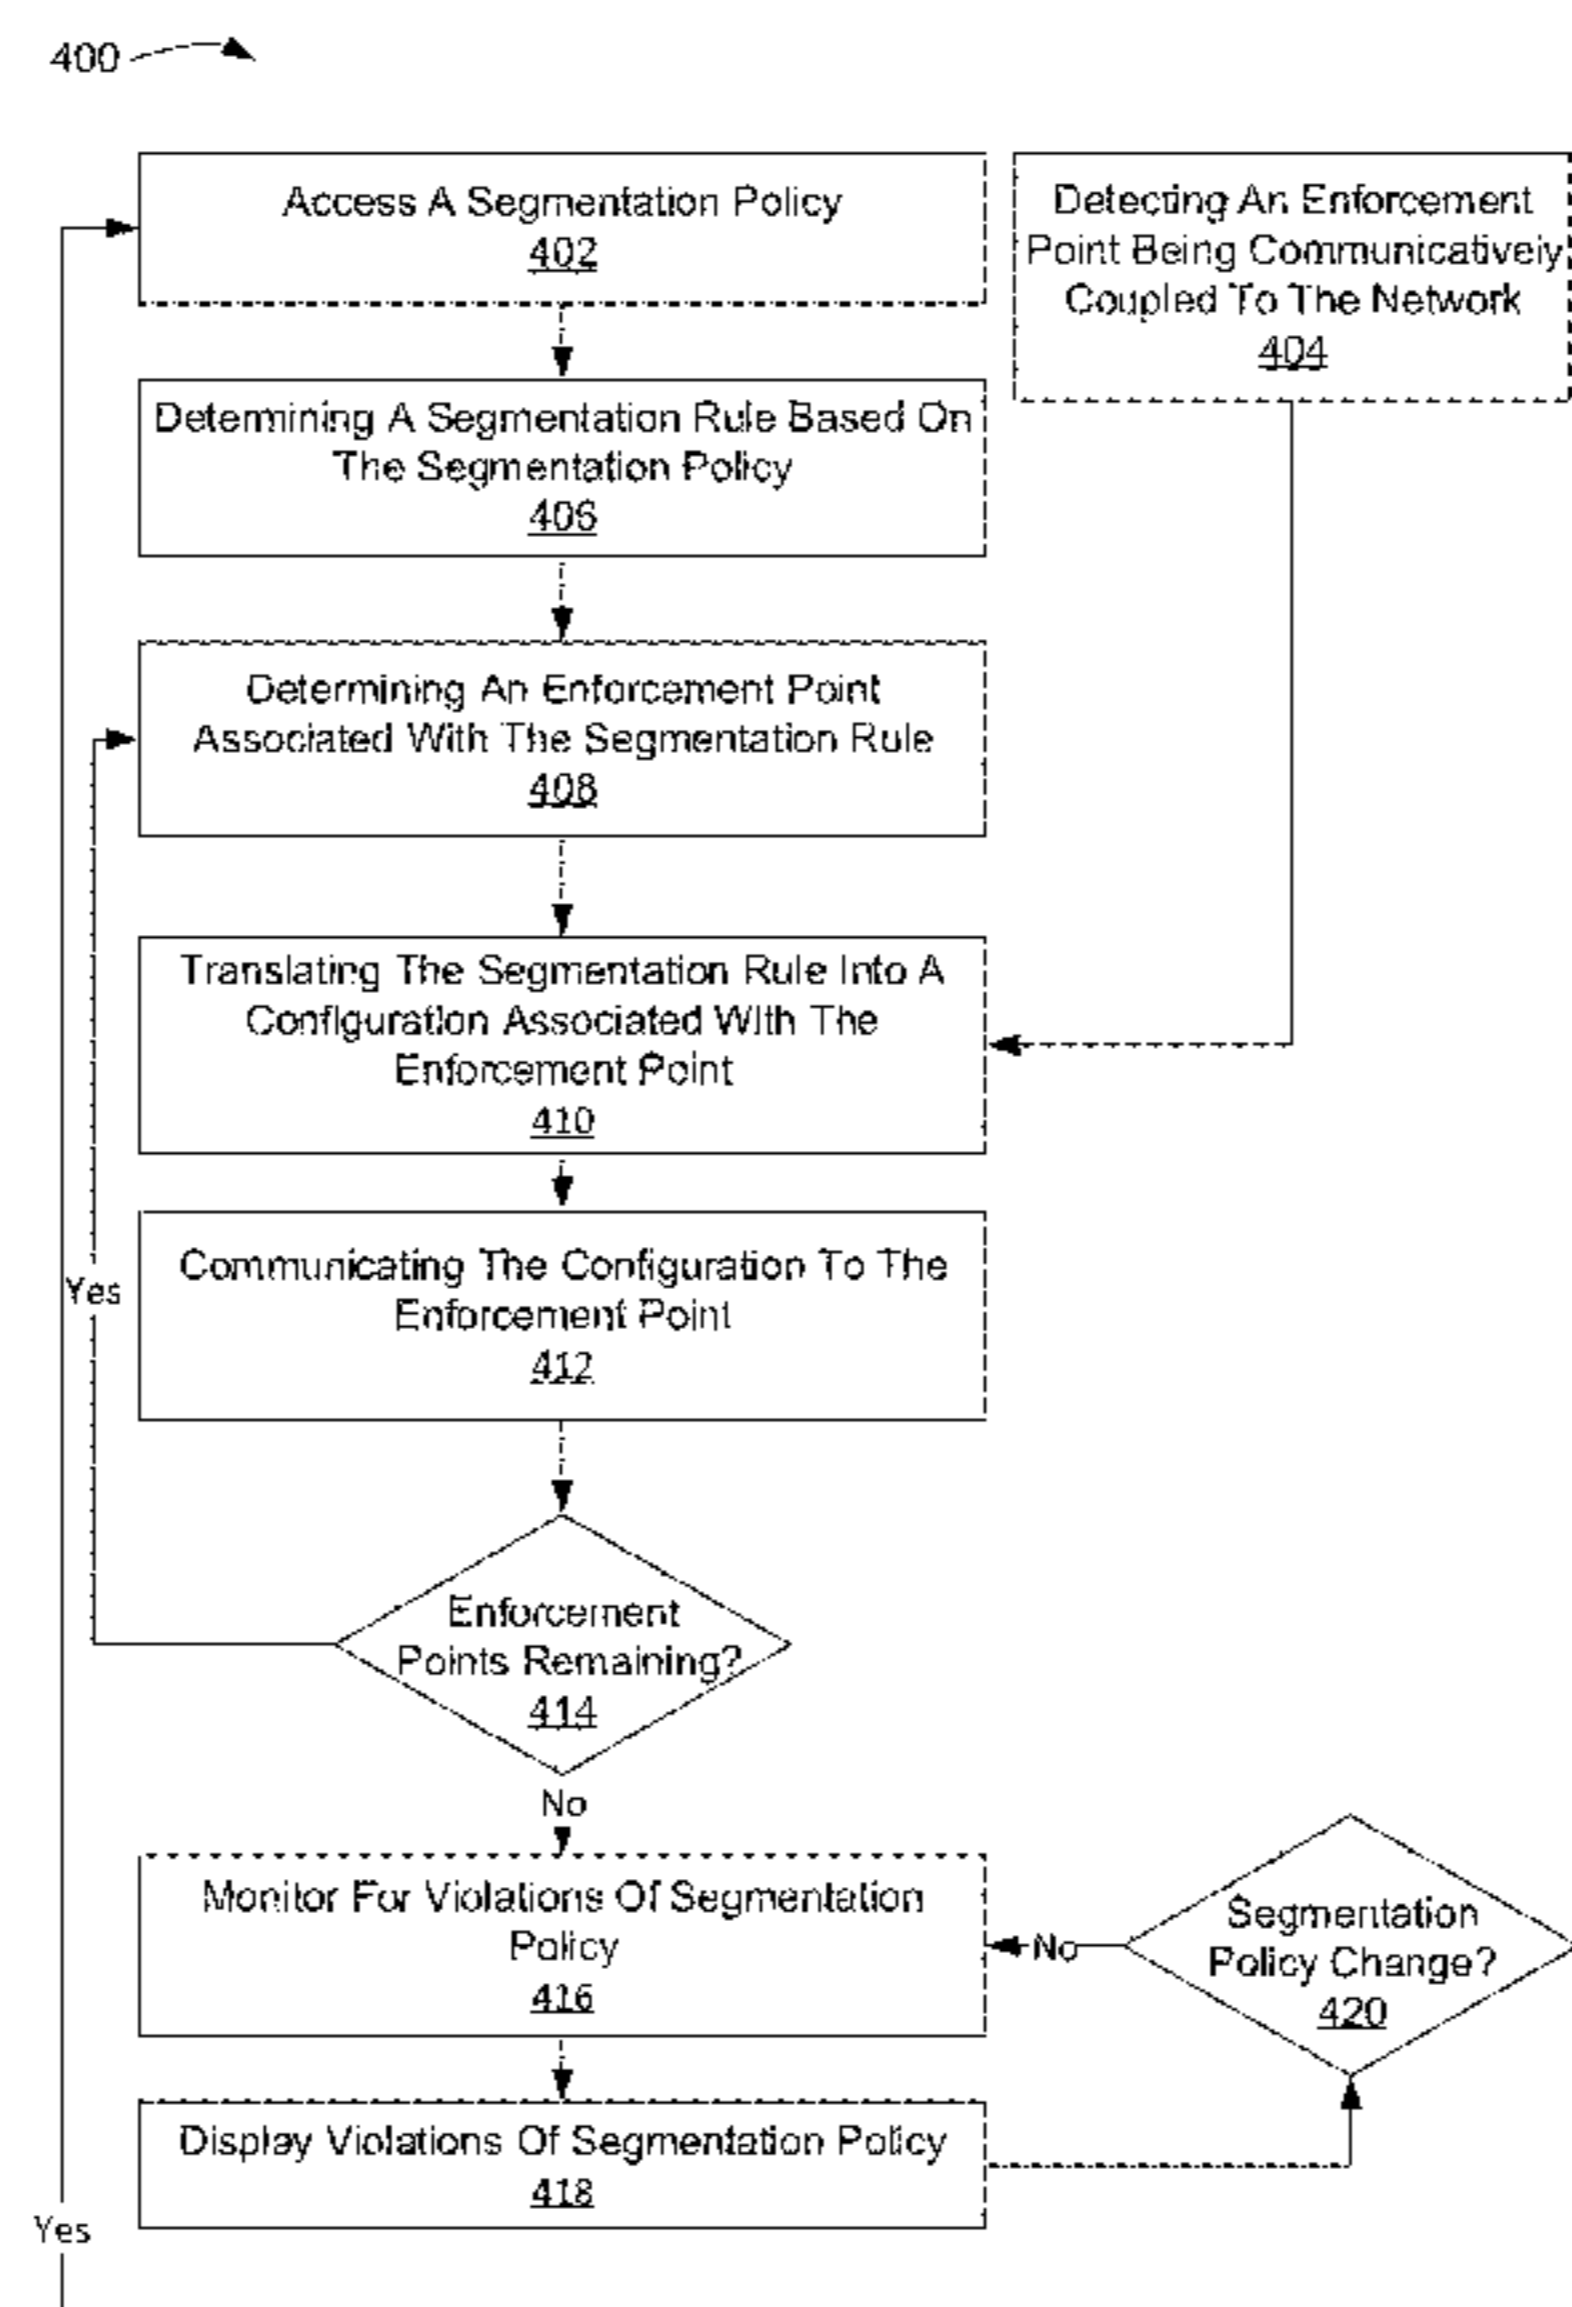 400
Access A Segmentation Policy
402
Detecting An Enforcement
Point Being Communicatively
Coupled To The Network
404
Determining A Segmentation Rule Based On
The Segmentation Policy
406
Determining An Enforcement Point
Associated With The Segmentation Rule
408
Translating The Segmentation Rule Into A
Configuration Associated With The
Enforcement Point
410
Communicating The Configuration To The
Enforcement Point
412
Yes
Enforcement
Points Remaining?
414
No
Monitor For Violations Of Segmentation
Policy
416
No
Segmentation
Policy Change?
420
Display Violations Of Segmentation Policy
418
Yes